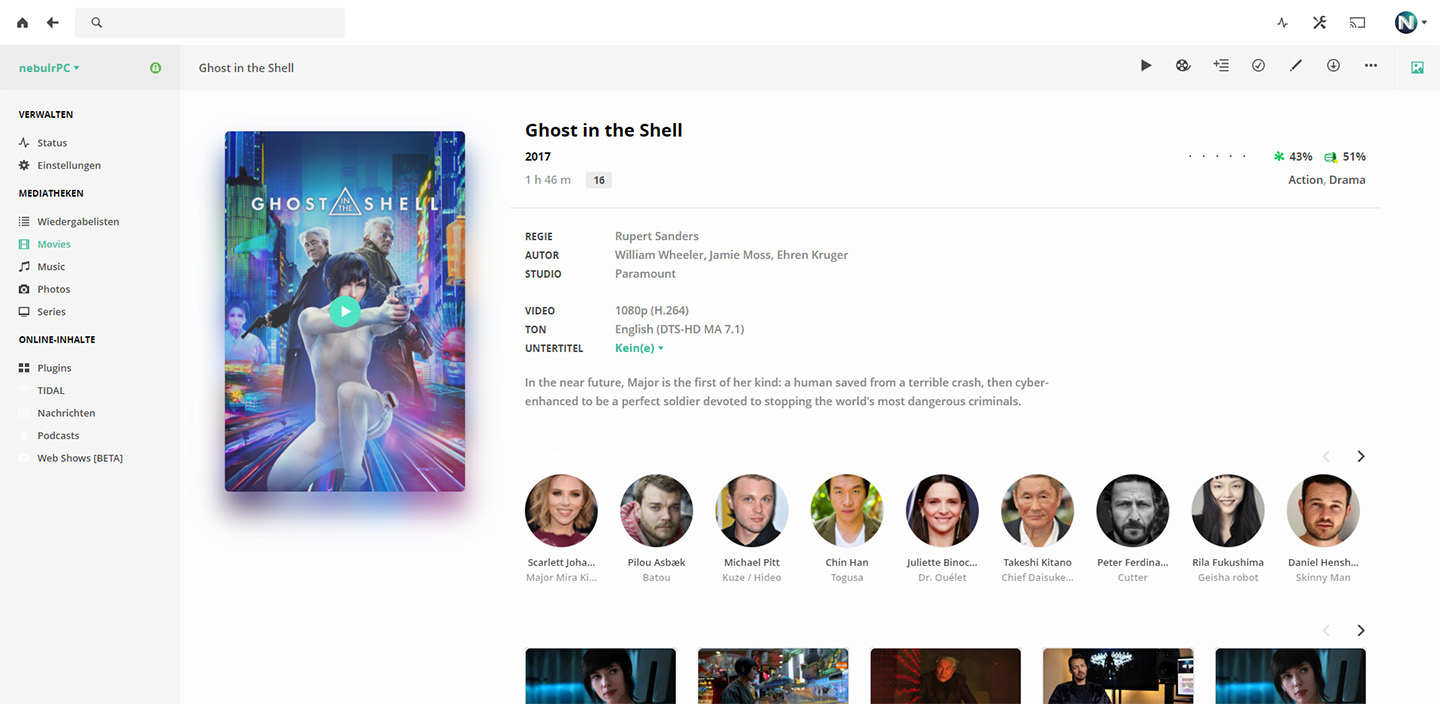 nebulrPC
Ghost in the Shell
VERWALTEN
Status
Einstellungen
MEDIATHEKEN
Wiedergabelisten
Movies
Music
Photos
Series
ONLINE-INHALTE
Plugins
TIDAL
Nachrichten
Podcasts
Web Shows [BETA]
GHOST IN THE SHELL
Ghost in the Shell
2017
43% 51%
1 h 46 m 16
Action, Drama
REGIE Rupert Sanders
AUTOR William Wheeler, Jamie Moss, Ehren Kruger
STUDIO Paramount
VIDEO 1080p (H.264)
TON English (DTS-HD MA 7.1)
UNTERTITEL Kein(e)
In the near future, Major is the first of her kind: a human saved from a terrible crash, then cyber-
enhanced to be a perfect soldier devoted to stopping the world's most dangerous criminals.
Scarlett Joha... Pilou Asbæk Michael Pitt Chin Han Juliette Binoc... Takeshi Kitano Peter Ferdina... Rila Fukushima Daniel Hensh...
Major Mira Ki... Batou Kuze / Hideo Togusa Dr. Ouélet Chief Daisuke... Cutter Geisha robot Skinny Man